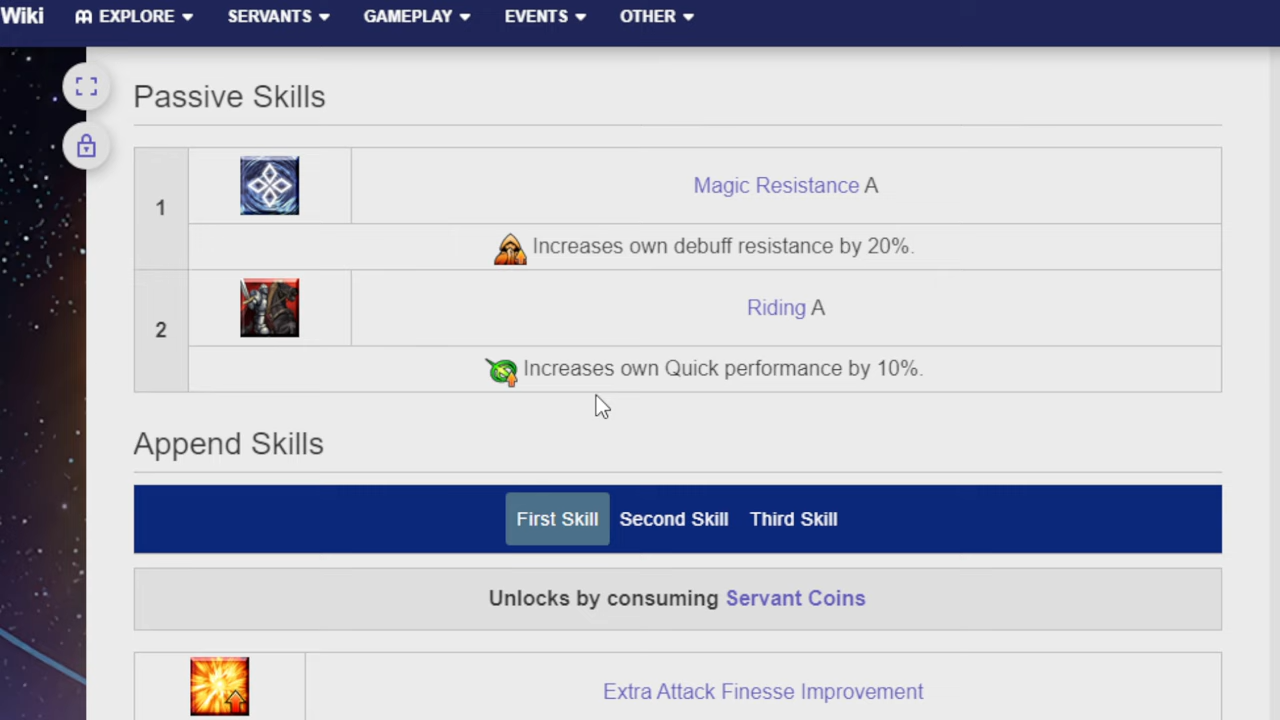 Wiki EXPLORE SERVANTS GAMEPLAY EVENTS OTHER
Passive Skills
1 Magic Resistance A
Increases own debuff resistance by 20%.
2 Riding A
Increases own Quick performance by 10%.
Append Skills
First Skill Second Skill Third Skill
Unlocks by consuming Servant Coins
Extra Attack Finesse Improvement